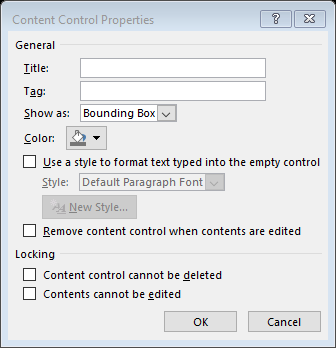 Content Control Properties ?
General
Title:
Tag:
Show as: Bounding Box
Color:
Use a style to format text typed into the empty control
Style: Default Paragraph Font
New Style...
Remove content control when contents are edited
Locking
Content control cannot be deleted
Contents cannot be edited
OK Cancel